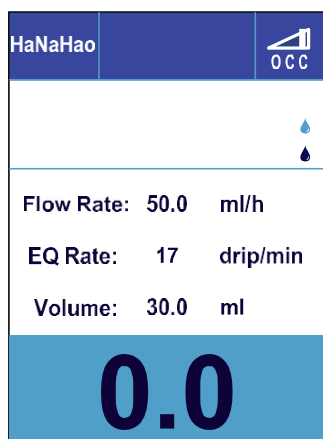 HaNaHao
OCC
Flow Rate: 50.0 ml/h
EQ Rate: 17 drip/min
Volume: 30.0 ml
0.0